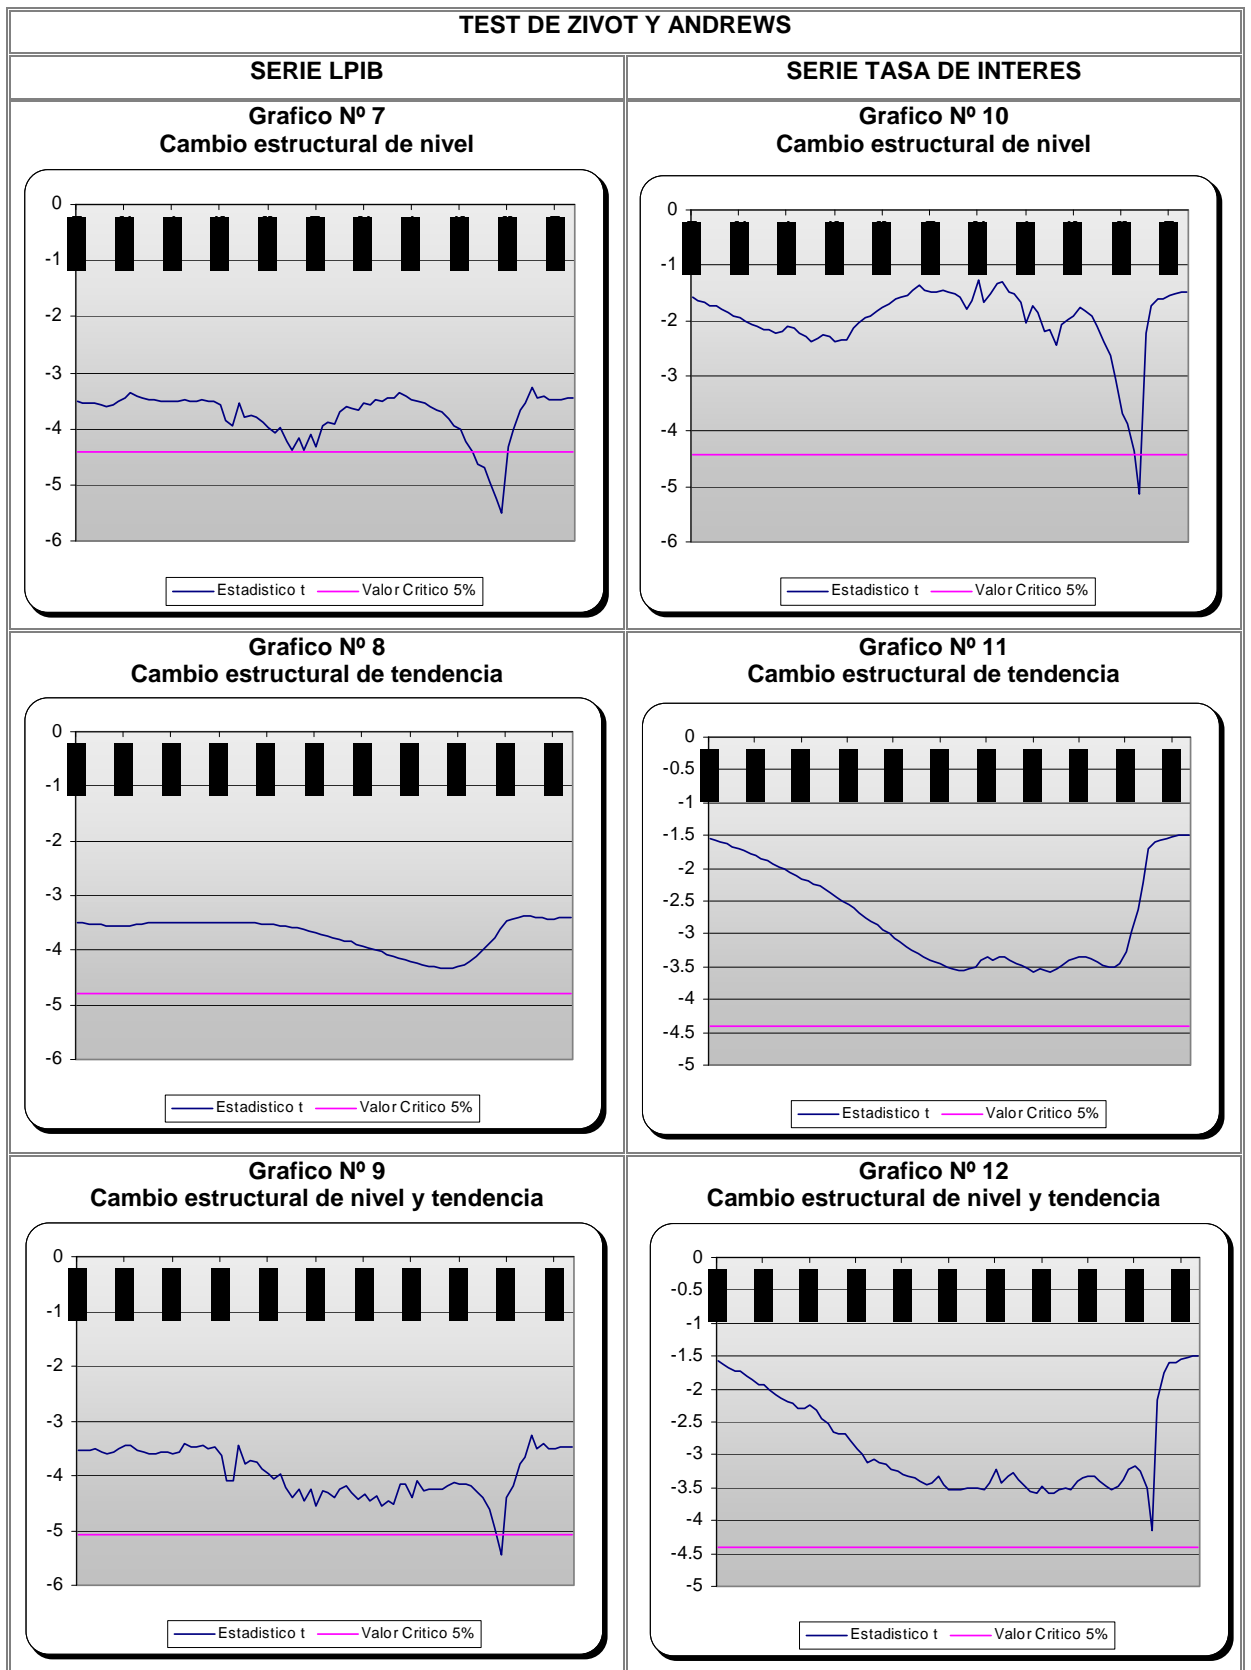 TEST DE ZIVOT Y ANDREWS
SERIE LPIB
SERIE TASA DE INTERES
Grafico Nº 7
Cambio estructural de nivel
0
-1
-2
-3
-4
-5
-6
Estadistico t
Valor Critico 5%
Grafico Nº 10
Cambio estructural de nivel
0
-1
-2
-3
-4
-5
-6
Estadistico t
Valor Critico 5%
Grafico Nº 8
Cambio estructural de tendencia
0
-1
-2
-3
-4
-5
-6
Estadistico t
Valor Critico 5%
Grafico Nº 11
Cambio estructural de tendencia
0
-0.5
-1
-1.5
-2
-2.5
-3
-3.5
-4
-4.5
-5
Estadistico t
Valor Critico 5%
Grafico Nº 9
Cambio estructural de nivel y tendencia
0
-1
-2
-3
-4
-5
-6
Estadistico t
Valor Critico 5%
Grafico Nº 12
Cambio estructural de nivel y tendencia
0
-0.5
-1
-1.5
-2
-2.5
-3
-3.5
-4
-4.5
-5
Estadistico t
Valor Critico 5%